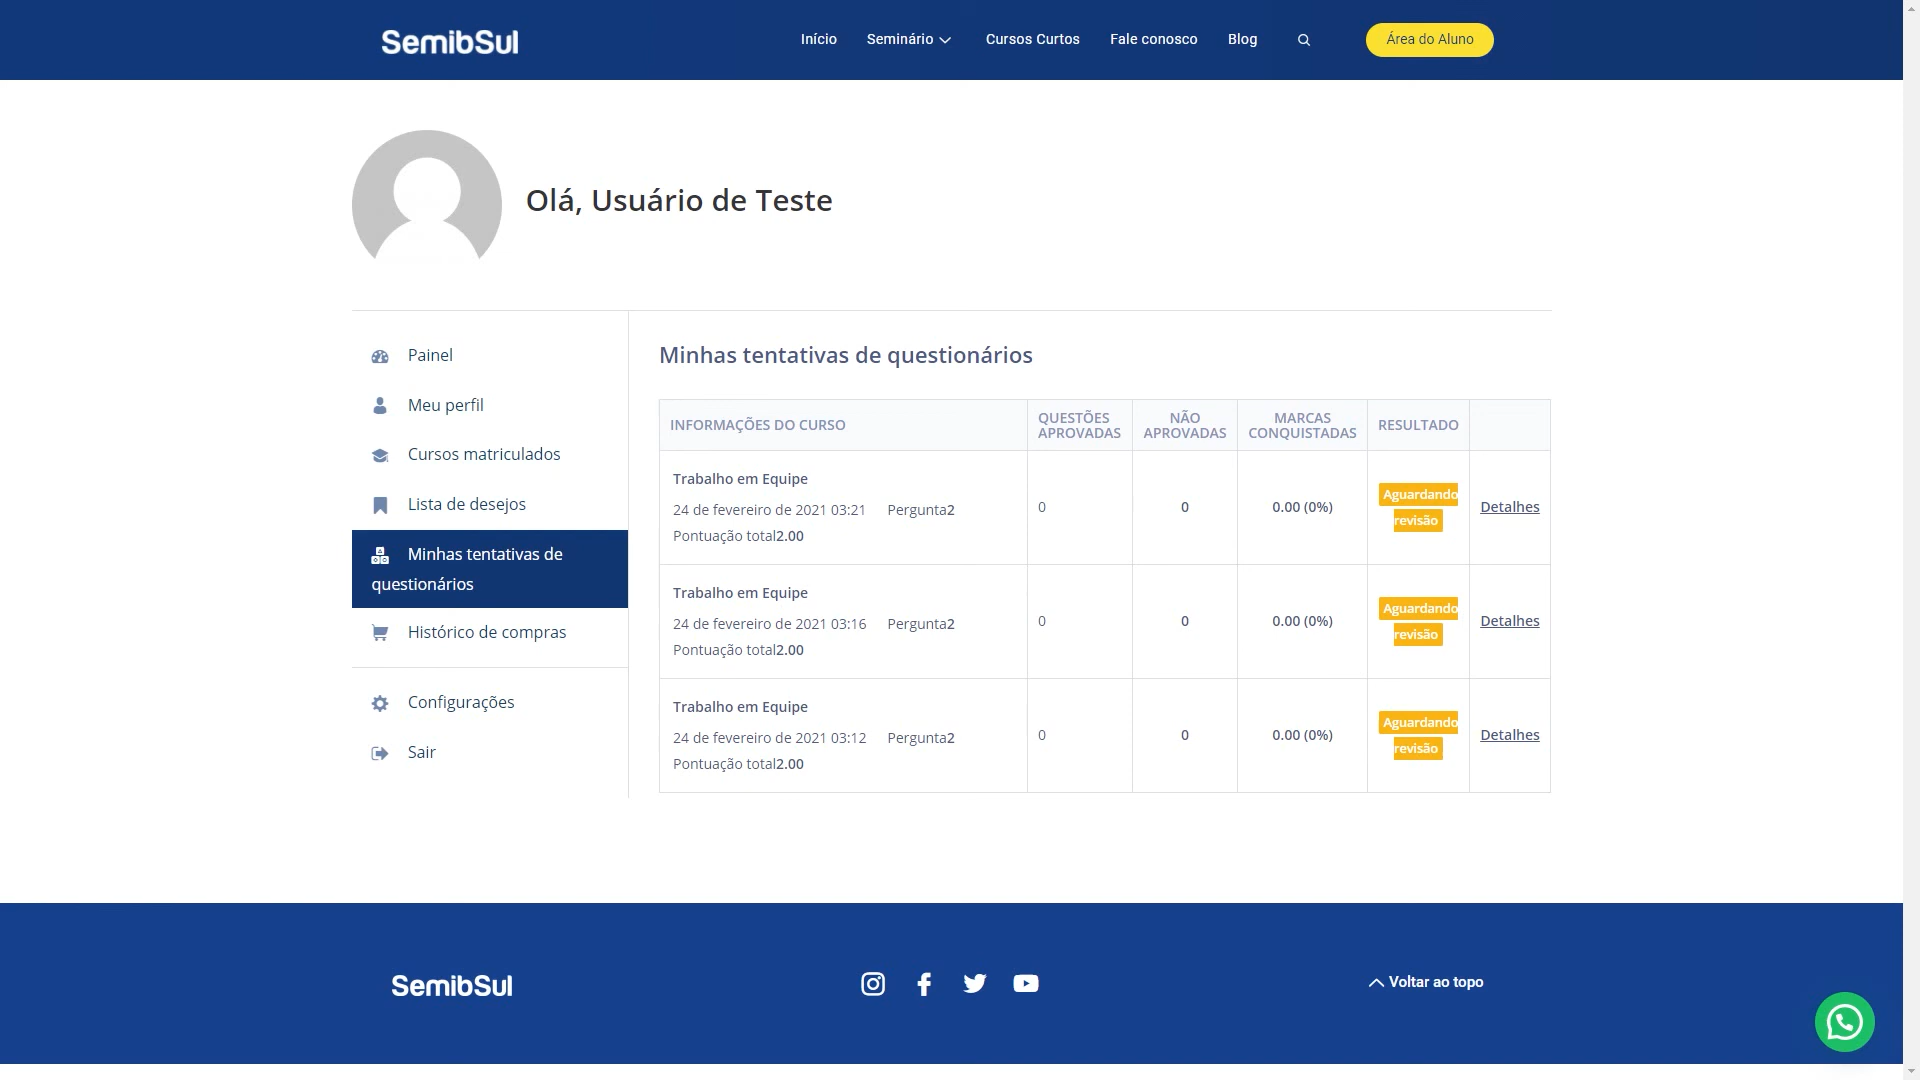 SemibSul
Início
Seminário
Cursos Curtos
Fale conosco
Blog
Área do Aluno
Olá, Usuário de Teste
Painel
Meu perfil
Cursos matriculados
Lista de desejos
Minhas tentativas de
questionários
Histórico de compras
Configurações
Sair
Minhas tentativas de questionários
INFORMAÇÕES DO CURSO
QUESTÕES
APROVADAS
NÃO
APROVADAS
MARCAS
CONQUISTADAS
RESULTADO
Trabalho em Equipe
24 de fevereiro de 2021 03:21 Pergunta2
Pontuação total2.00
0
0
0.00 (0%)
Aguardando
revisão
Detalhes
Trabalho em Equipe
24 de fevereiro de 2021 03:16 Pergunta2
Pontuação total2.00
0
0
0.00 (0%)
Aguardando
revisão
Detalhes
Trabalho em Equipe
24 de fevereiro de 2021 03:12 Pergunta2
Pontuação total2.00
0
0
0.00 (0%)
Aguardando
revisão
Detalhes
SemibSul
Voltar ao topo